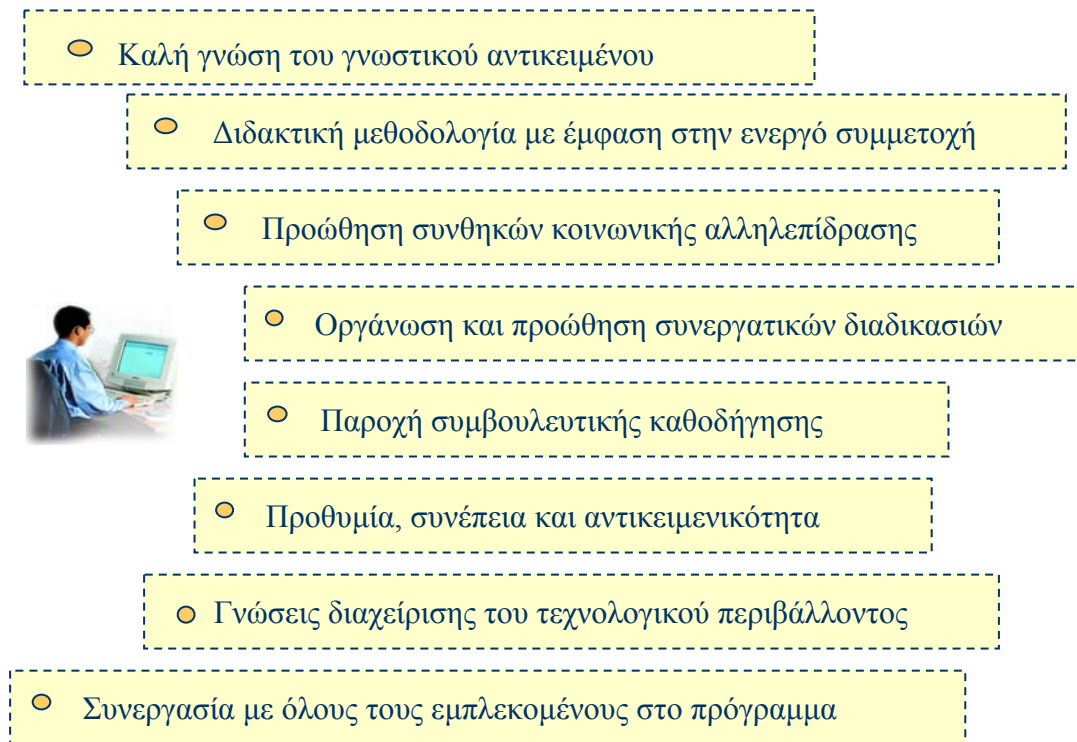 Καλή γνώση του γνωστικού αντικειμένου
Διδακτική μεθοδολογία με έμφαση στην ενεργό συμμετοχή
Προώθηση συνθηκών κοινωνικής αλληλεπίδρασης
Οργάνωση και προώθηση συνεργατικών διαδικασιών
Παροχή συμβουλευτικής καθοδήγησης
Προθυμία, συνέπεια και αντικειμενικότητα
Γνώσεις διαχείρισης του τεχνολογικού περιβάλλοντος
Συνεργασία με όλους τους εμπλεκομένους στο πρόγραμμα